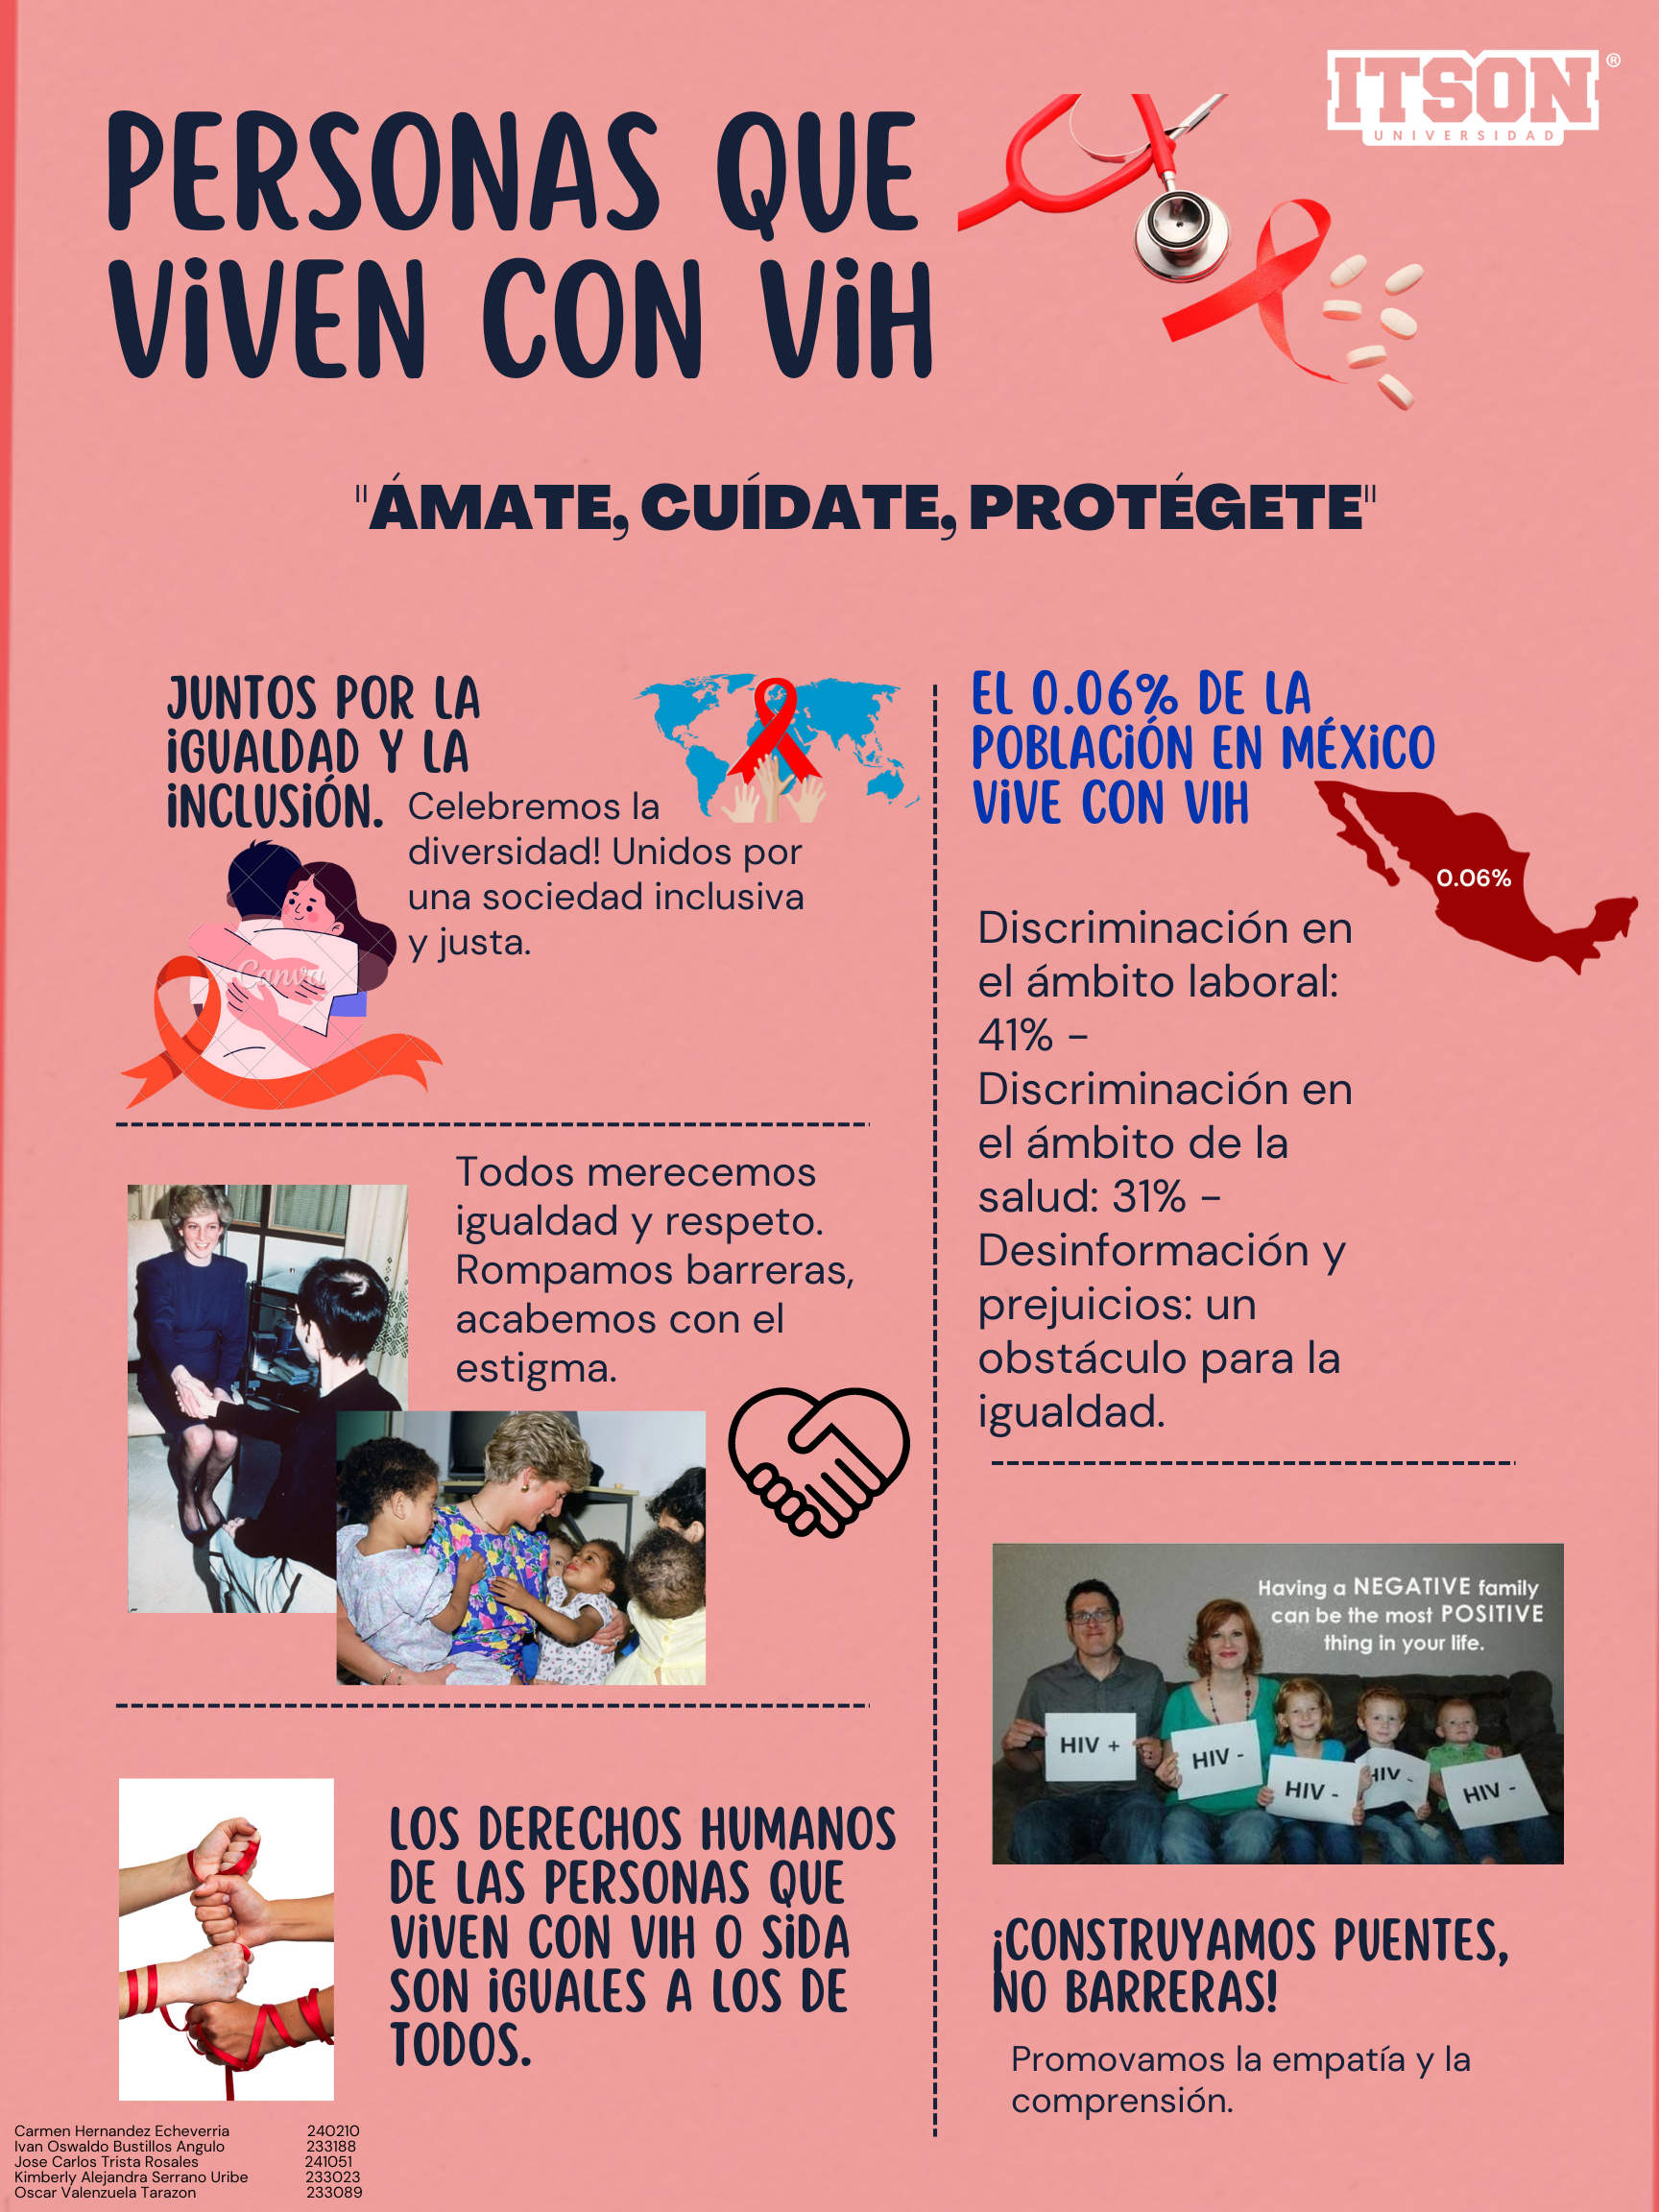 ITSON
®
UNIVERSIDAD
PERSONAS QUE
ViVEN CON ViH
"ÁMATE, CUÍDATE, PROTÉGETE"
JUNTOS POR LA
iGUALDAD Y LA
iNCLUSiÓN.
Celebremos la
diversidad! Unidos por
una sociedad inclusiva
y justa.
Canva
Todos merecemos
igualdad y respeto.
Rompamos barreras,
acabemos con el
estigma.
LOS DERECHOS HUMANOS
DE LAS PERSONAS QUE
ViVEN CON VIH O SiDA
SON iGUALES A LOS DE
TODOS.
EL 0.06% DE LA
POBLACiÓN EN MÉXiCO
ViVE CON VIH
0.06%
Discriminación en
el ámbito laboral:
41% -
Discriminación en
el ámbito de la
salud: 31% -
Desinformación y
prejuicios: un
obstáculo para la
igualdad.
Having a NEGATIVE family
can be the most POSITIVE
thing in your life.
HIV +
HIV -
HIV -
HIV -
HIV -
¡CONSTRUYAMOS PUENTES,
NO BARRERAS!
Promovamos la empatía y la
comprensión.
Carmen Hernandez Echeverria 240210
Ivan Oswaldo Bustillos Angulo 233188
Jose Carlos Trista Rosales 241051
Kimberly Alejandra Serrano Uribe 233023
Oscar Valenzuela Tarazon 233089